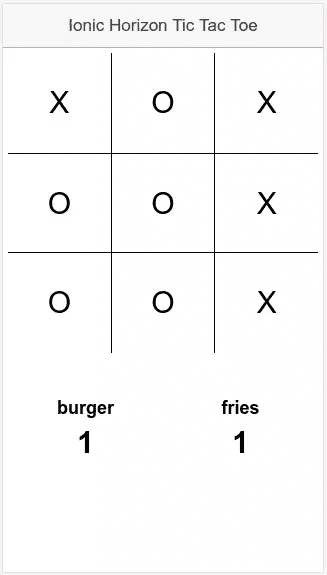 Ionic Horizon Tic Tac Toe
X O X
O O X
O O X
burger fries
1 1